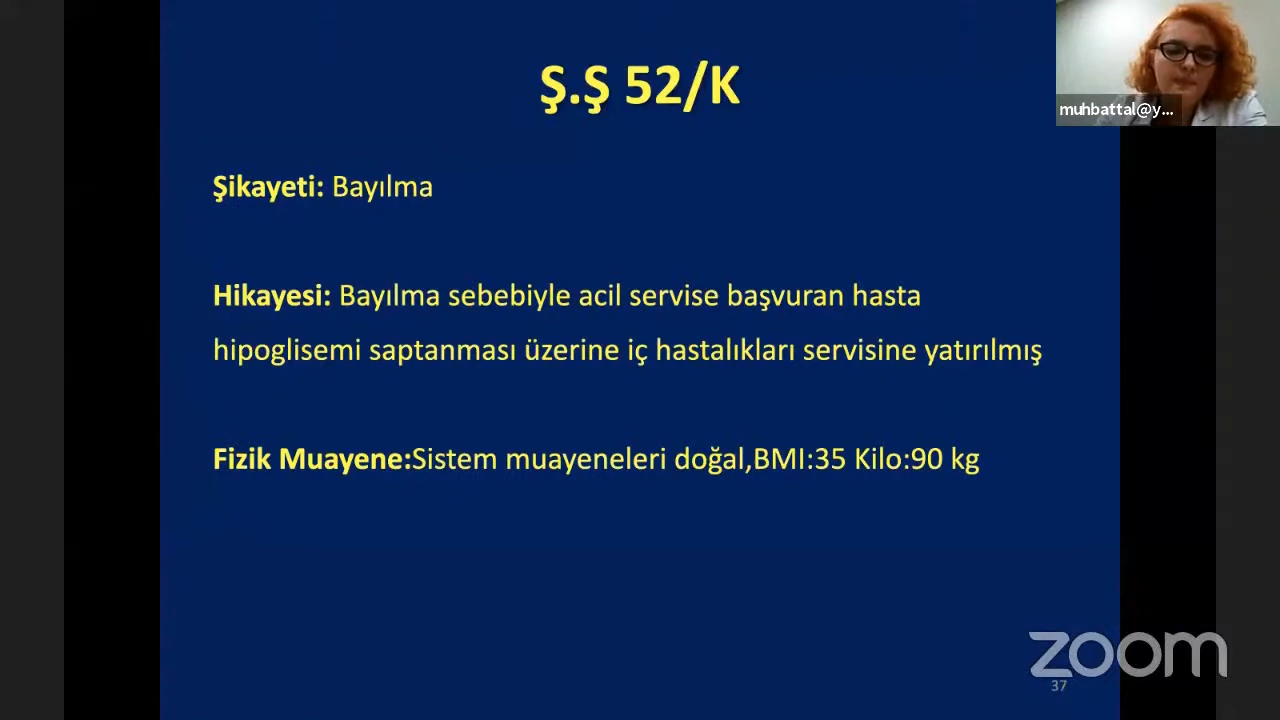 Ş.Ş 52/K
muhbattal@y...
Şikayeti: Bayılma
Hikayesi: Bayılma sebebiyle acil servise başvuran hasta
hipoglisemi saptanması üzerine iç hastalıkları servisine yatırılmış
Fizik Muayene:Sistem muayeneleri doğal,BMI:35 Kilo:90 kg
zoom
37